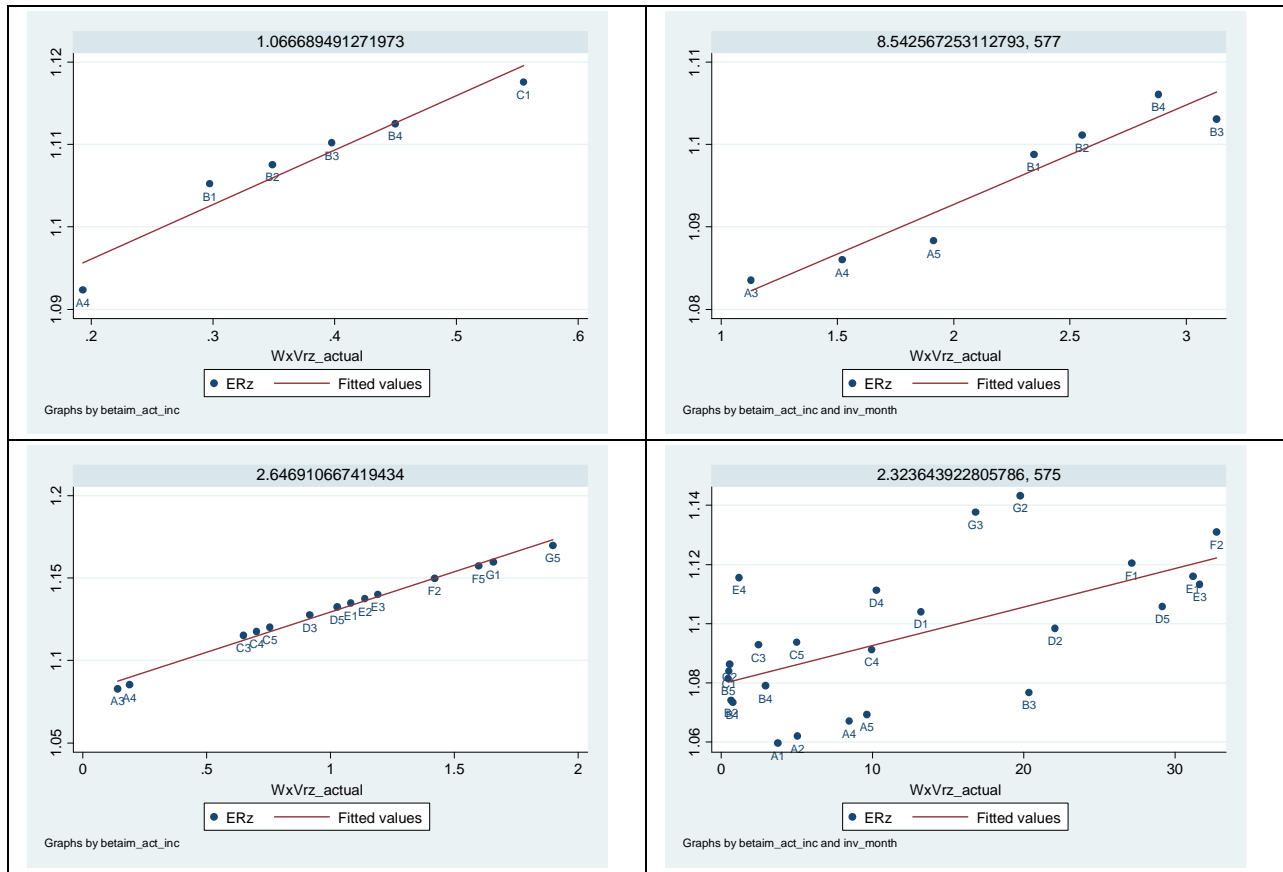 1.066689491271973
1.12
1.11
1.1
1.09
C1
B4
B3
B2
B1
A4
.2 .3 .4 .5 .6
WxVrz_actual
ERz Fitted values
Graphs by betaim_act_inc
8.542567253112793, 577
1.11
1.1
1.09
1.08
B4
B3
B2
B1
A5
A4
A3
1 1.5 2 2.5 3
WxVrz_actual
ERz Fitted values
Graphs by betaim_act_inc and inv_month
2.646910667419434
1.2
1.15
1.1
1.05
G5
G1
F5
F2
E3
E2
E1
D5
D3
C5
C4
C3
A4
A3
0 .5 1 1.5 2
WxVrz_actual
ERz Fitted values
Graphs by betaim_act_inc
2.323643922805786, 575
1.14
1.12
1.1
1.08
1.06
G2
G3
F2
F1
E4
E1
E3
D4
D5
D1
D2
C5
C3
C4
C2
C1
B5
B4
B3
A5
A4
A2
A1
0 10 20 30
WxVrz_actual
ERz Fitted values
Graphs by betaim_act_inc and inv_month